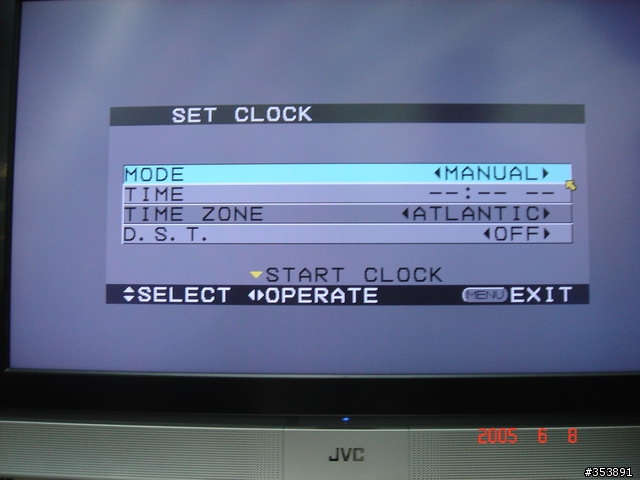 SET CLOCK
MODE MANUAL
TIME --:-- --
TIME ZONE ATLANTIC
D.S.T. OFF
START CLOCK
SELECT OPERATE MENU EXIT
JVC
2005 6 8
#353891